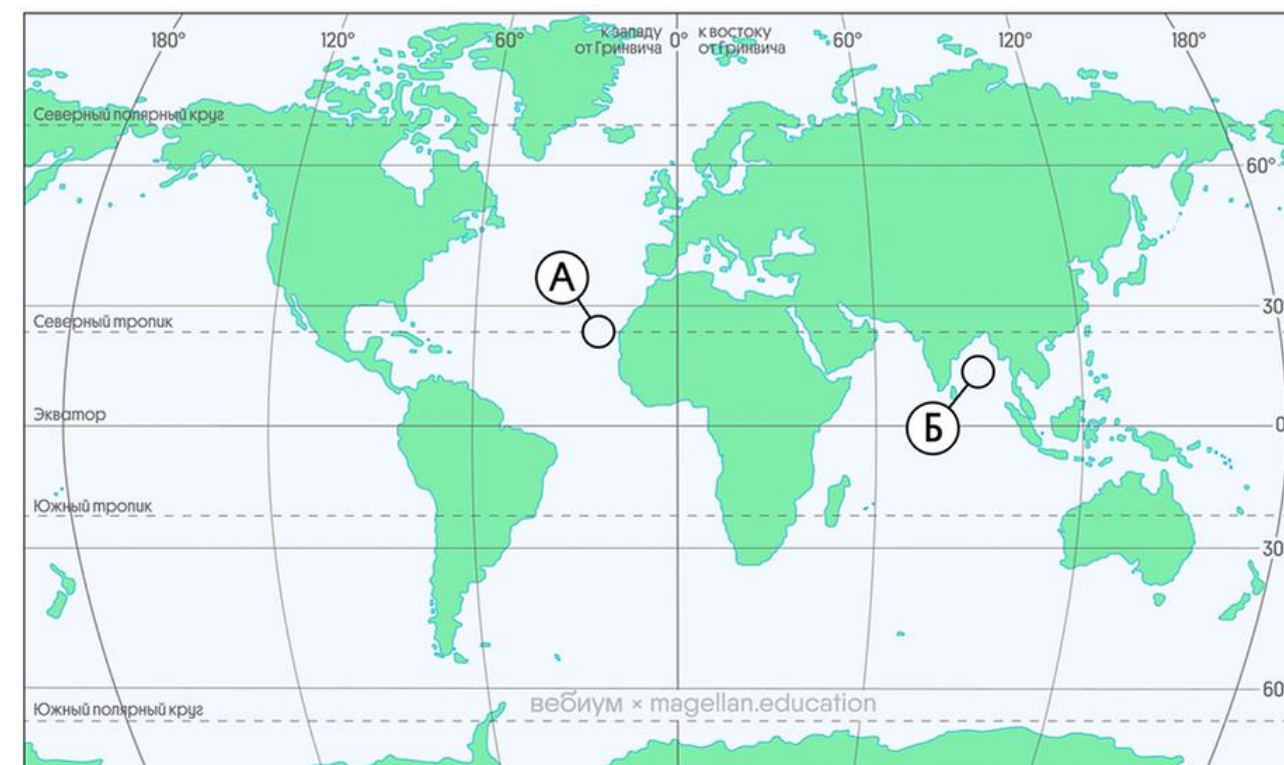 180°
120°
60°
к западу
от Гринвича
0°
к востоку
от Гринвича
60°
120°
180°
Северный полярный круг
60°
А
30
Северный тропик
Б
Экватор
0
Южный тропик
30
60
вебиум × magellan.education
Южный полярный круг